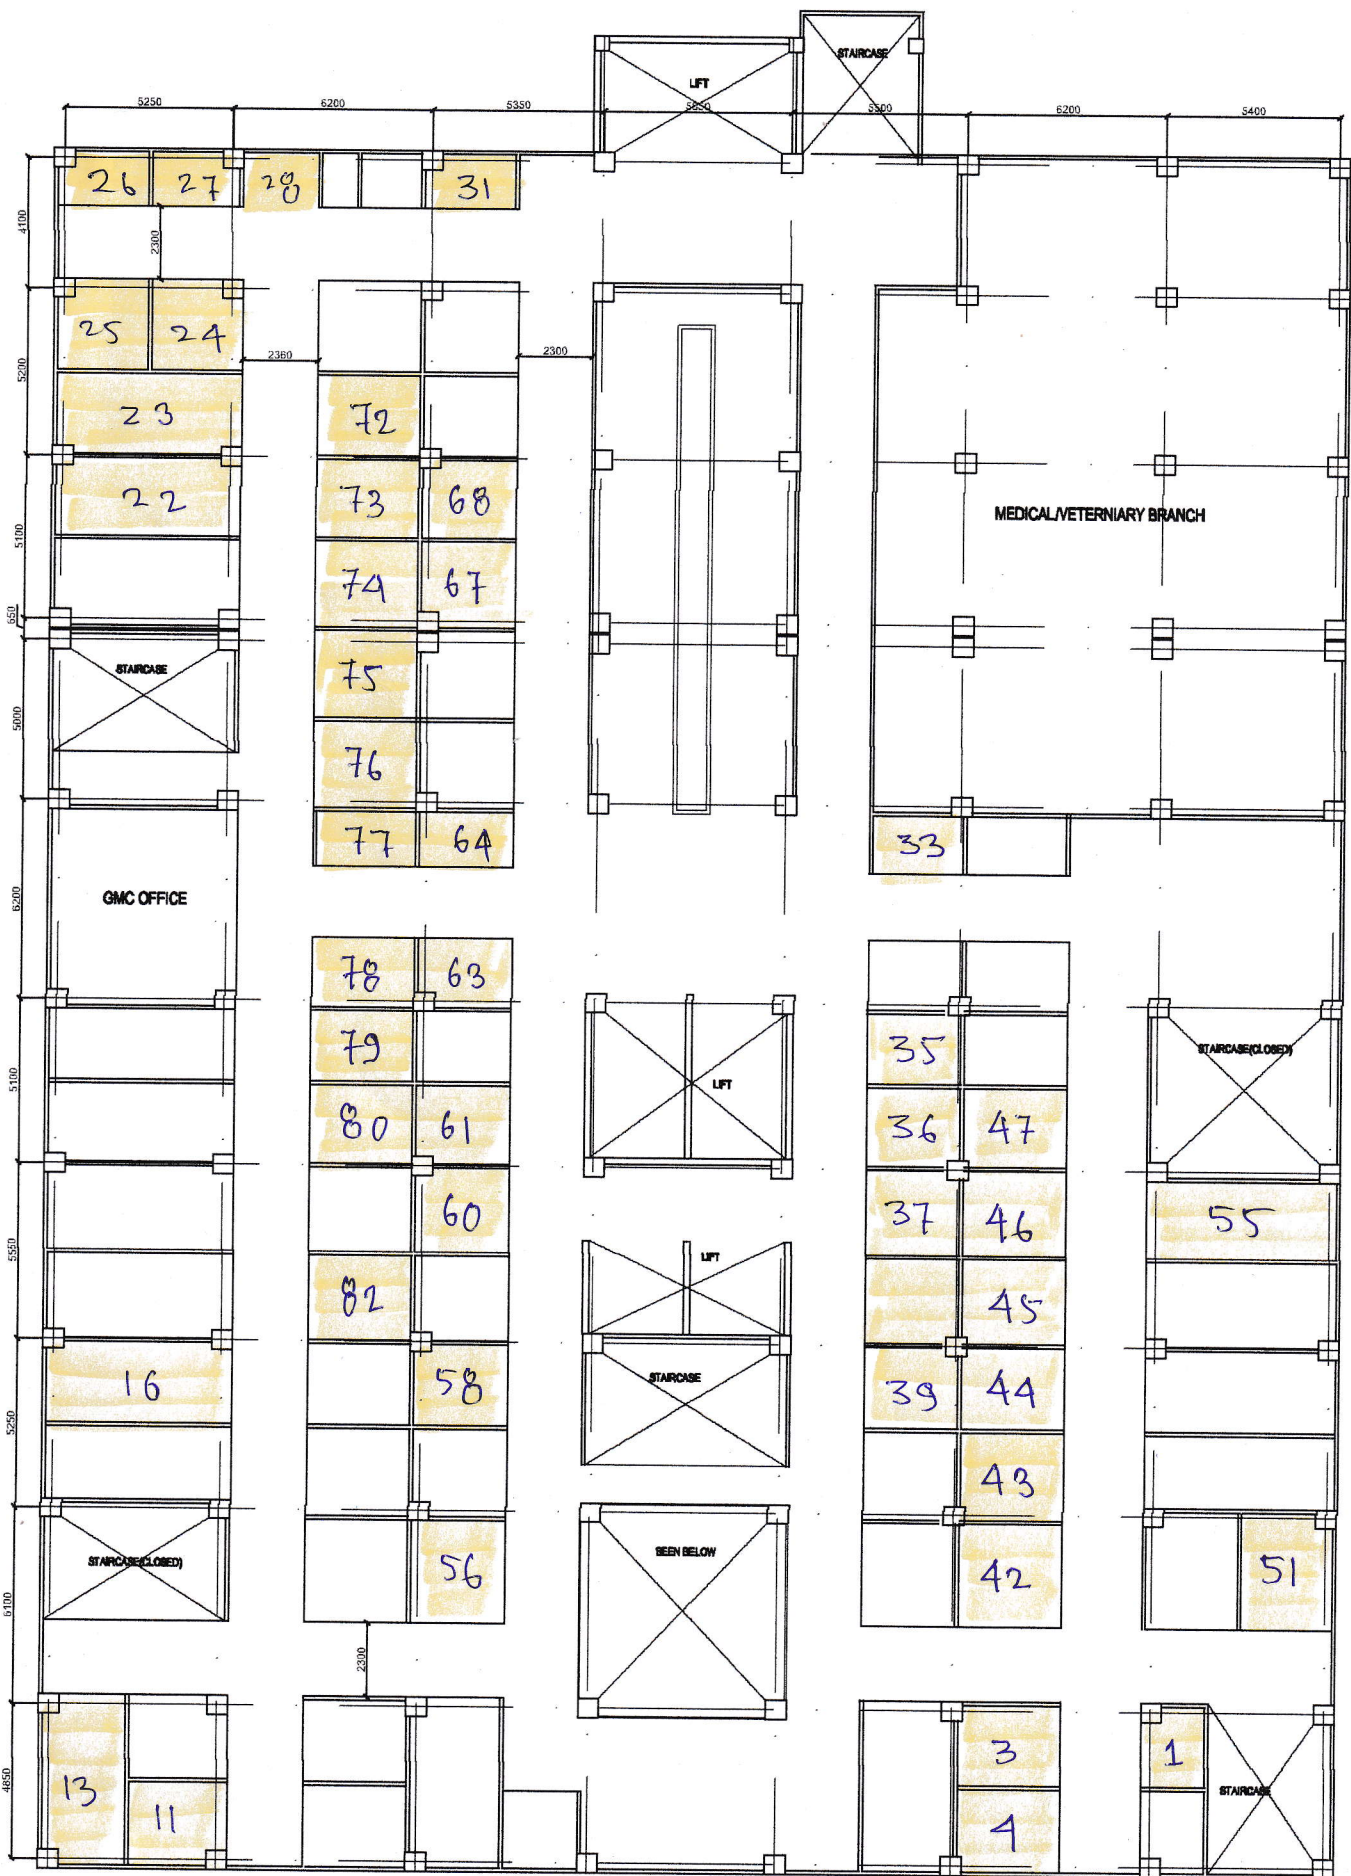 STAIRCASE
LIFT
5250 6200 5350 5850 5500 6200 5400
26 27 28 31
4100
2300
25 24
2360 2300
5200
23 72
22 73 68
MEDICAL/VETERNIARY BRANCH
5100
74 67
650
STAIRCASE
75
5000
76
77 64 33
GMC OFFICE
6200
78 63
79 35
STAIRCASE(CLOSED)
5100
LIFT
80 61 36 47
60 37 46 55
5550
LIFT
82 45
STAIRCASE
16 58 39 44
5250
43
SEEN BELOW
STAIRCASE(CLOSED)
56 42 51
6100
2300
3 1
4850
13
STAIRCASE
11 4